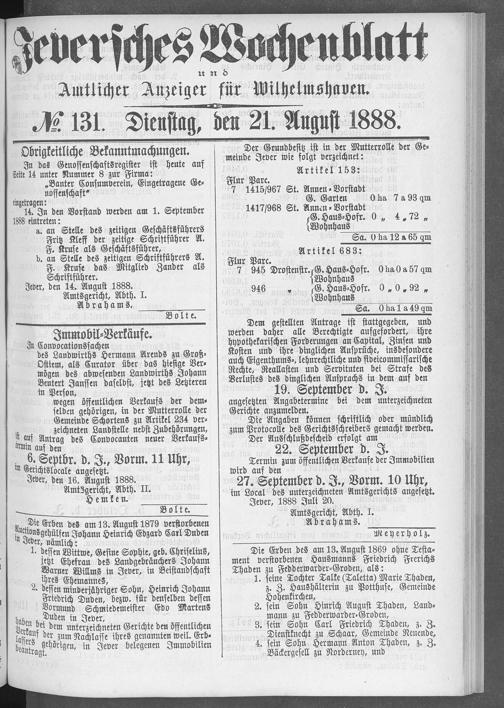 Jeversches Wochenblatt
und
Amtlicher Anzeiger für Wilhelmshaven.
No. 131. Dienstag, den 21. August 1888.
Obrigkeitliche Bekanntmachungen.
In das Genossenschaftsregister ist heute auf
Seite 14 unter Nummer 8 zur Firma:
„Banter Consumverein, Eingetragene Ge-
nossenschaft“
eingetragen:
14. In den Vorstand werden am 1. September
1888 eintreten:
a. an Stelle des zeitigen Geschäftsführers
Fritz Kleff der zeitige Schriftführer A.
F. Kruse als Geschäftsführer,
b. an Stelle des zeitigen Schriftführers A.
F. Kruse das Mitglied Zander als
Schriftführer.
Jever, den 14. August 1888.
Amtsgericht, Abth. I.
Abrahams.
Bolte.
Immobil-Verkäufe.
In Convocationssachen
des Landwirths Hermann Arends zu Groß-
Ostiem, als Curator über das hiesige Ver-
mögen des abwesenden Landwirths Johann
Bentert Janssen daselbst, jetzt des Letzteren
in Person,
wegen öffentlichen Verkaufs der dem-
selben gehörigen, in der Mutterrolle der
Gemeinde Schortens zu Artikel 234 ver-
zeichneten Landstelle nebst Zubehörungen,
ist auf Antrag des Convocanten neuer Verkaufs-
termin auf den
6. Septbr. d. J., Vorm. 11 Uhr,
im Gerichtslocale angesetzt.
Jever, den 16. August 1888.
Amtsgericht, Abth. II.
Hemken.
Bolte.
Die Erben des am 13. August 1879 verstorbenen
Auctionsgehülfen Johann Heinrich Edzard Carl Duden
in Jever, nämlich:
1. dessen Wittwe, Gesine Sophie, geb. Chrifelius,
jetzt Ehefrau des Landgebräuchers Johann
Warner Willms in Jever, in Beistandschaft
ihres Ehemannes,
2. dessen minderjähriger Sohn, Heinrich Johann
Friedrich Duden, bezw. für denselben dessen
Vormund Schmiedemeister Edo Martens
Duden in Jever,
haben bei dem unterzeichneten Gerichte den öffentlichen
Verkauf der zum Nachlasse ihres genannten weil. Erb-
lassers gehörigen, in Jever belegenen Immobilien
beantragt.
Der Grundbesitz ist in der Mutterrolle der Ge-
meinde Jever wie folgt verzeichnet:
Artikel 153:
Flur Parc.
7 1415/967 St. Annen-Vorstadt
G. Garten 0 ha 7 a 93 qm
1417/968 St. Annen-Vorstadt
G. Haus-Hofr. 0 „ 4 „ 72 „
Wohnhaus
Sa. 0 ha 12 a 65 qm
Artikel 683:
Flur Parc.
7 945 Drostenstr., G. Haus-Hofr. 0 ha 0 a 57 qm
Wohnhaus
946 „ G. Haus-Hofr. 0 „ 0 „ 92 „
Wohnhaus
Sa. 0 ha 1 a 49 qm
Dem gestellten Antrage ist stattgegeben, und
werden daher alle Berechtigte aufgefordert, ihre
hypothekarischen Forderungen an Capital, Zinsen und
Kosten und ihre dinglichen Ansprüche, insbesondere
auch Eigenthums, lehnrechtliche und fideicommissarische
Rechte, Reallasten und Servituten bei Strafe des
Verlustes des dinglichen Anspruchs in dem auf den
19. September d. J.
angesetzten Angabetermine bei dem unterzeichneten
Gerichte anzumelden.
Die Angaben können schriftlich oder mündlich
zum Protocolle des Gerichtsschreibers gemacht werden.
Der Ausschlußbescheid erfolgt am
22. September d. J.
Termin zum öffentlichen Verkaufe der Immobilien
wird auf den
27. September d. J., Vorm. 10 Uhr,
im Local des unterzeichneten Amtsgerichts angesetzt.
Jever, 1888 Juli 20.
Amtsgericht, Abth. I.
Abrahams.
Meyerholz.
Die Erben des am 13. August 1869 ohne Testa-
ment verstorbenen Hausmanns Friedrich Frerichs
Thaden zu Fedderwarder-Groden, als:
1. seine Tochter Talke (Taletta) Marie Thaden,
z. Z. Haushälterin zu Potthuse, Gemeinde
Hohenkirchen,
2. sein Sohn Hinrich August Thaden, Land-
mann zu Fedderwarder-Groden,
3. sein Sohn Carl Friedrich Thaden, z. Z.
Dienstknecht zu Schaar, Gemeinde Neuende,
4. sein Sohn Hermann Anton Thaden, z. Z.
Bäckergesell zu Norderney, und